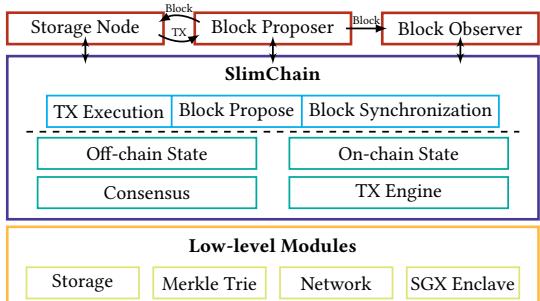 Block
Storage Node
TX
Block Proposer
Block
Block Observer
SlimChain
TX Execution
Block Propose
Block Synchronization
Off-chain State
On-chain State
Consensus
TX Engine
Low-level Modules
Storage
Merkle Trie
Network
SGX Enclave